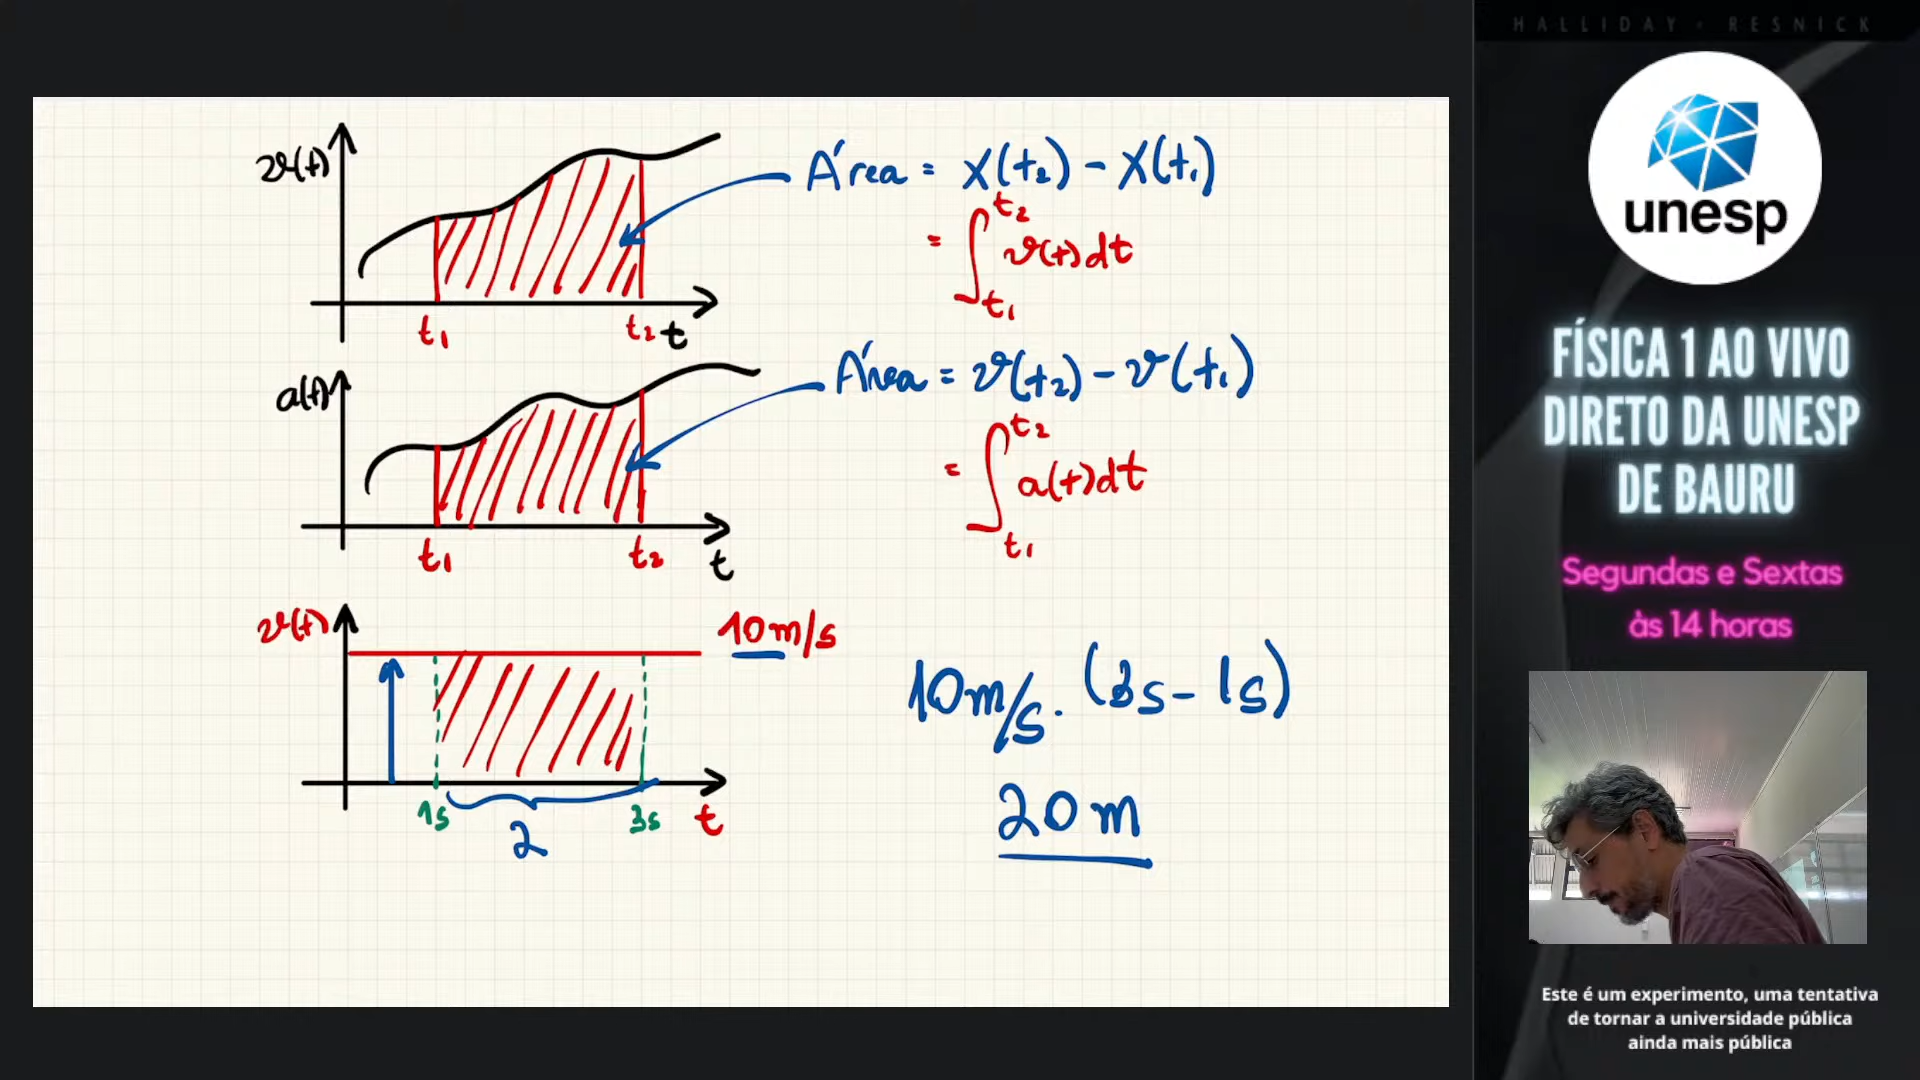 v(t)
Área = X(t₂) - X(t₁)
= ∫ t₂ t₁ v(t)dt
t₁ t₂ t
a(t)
Área = v(t₂) - v(t₁)
= ∫ t₂ t₁ a(t)dt
t₁ t₂ t
v(t)
10m/s
10m/s . (3s - 1s)
20m
1s 3s t
2
HALLIDAY • RESNICK
unesp
FÍSICA 1 AO VIVO
DIRETO DA UNESP
DE BAURU
Segundas e Sextas
às 14 horas
Este é um experimento, uma tentativa
de tornar a universidade pública
ainda mais pública